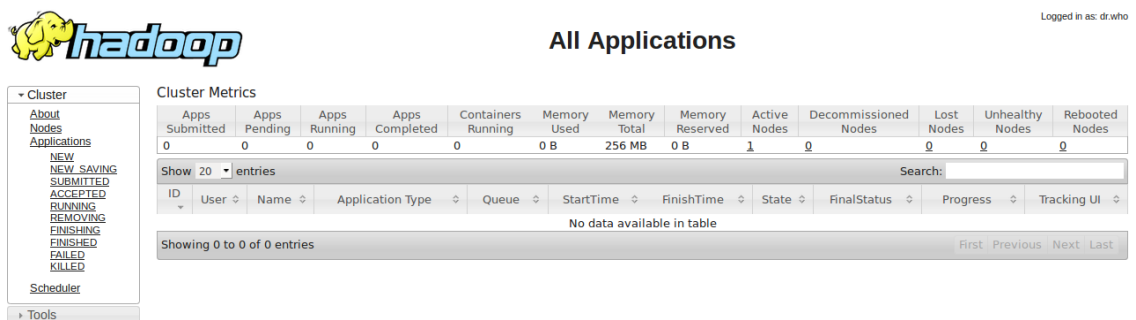 Logged in as: dr.who
hadoop
All Applications
Cluster
About
Nodes
Applications
NEW
NEW_SAVING
SUBMITTED
ACCEPTED
RUNNING
REMOVING
FINISHING
FINISHED
FAILED
KILLED
Scheduler
Tools
Cluster Metrics
Apps Submitted Apps Pending Apps Running Apps Completed Containers Running Memory Used Memory Total Memory Reserved Active Nodes Decommissioned Nodes Lost Nodes Unhealthy Nodes Rebooted Nodes
0 0 0 0 0 0 B 256 MB 0 B 1 0 0 0 0
Show 20 entries Search:
ID User Name Application Type Queue StartTime FinishTime State FinalStatus Progress Tracking UI
No data available in table
Showing 0 to 0 of 0 entries First Previous Next Last